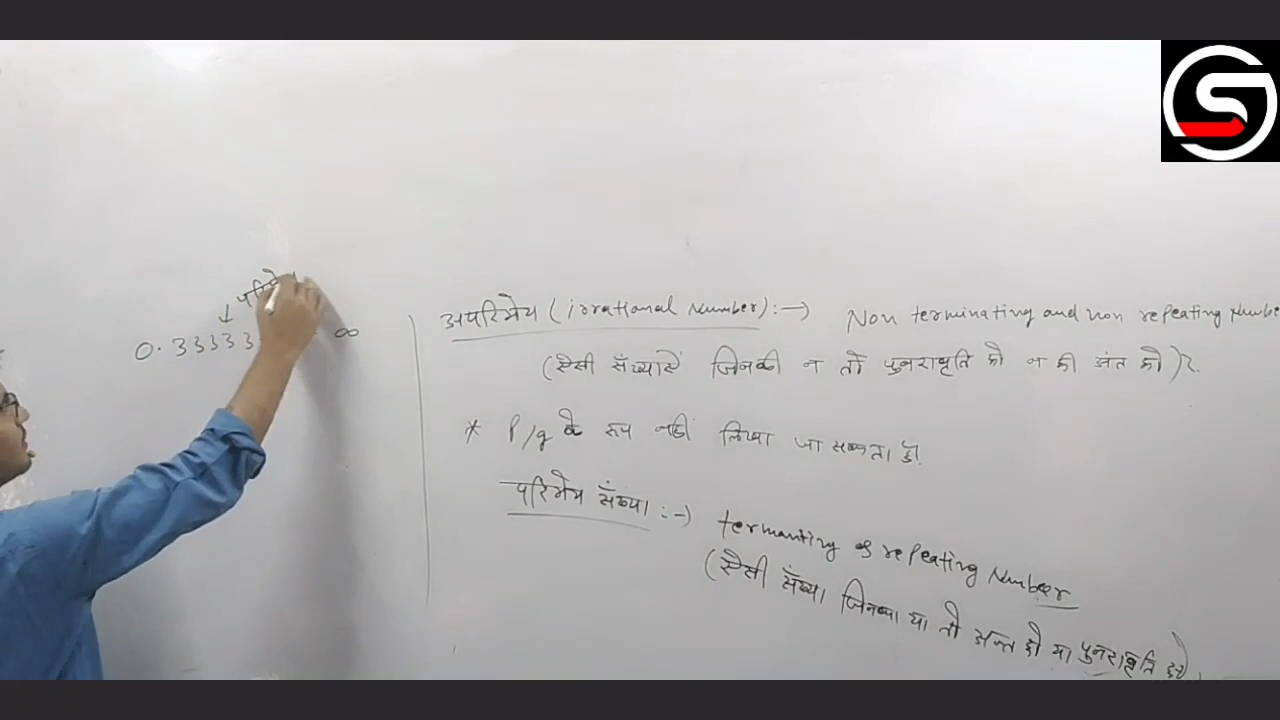 ↓ परिमे
0.33333 ∞
अपरिमेय (irrational Number) :→ Non terminating and non repeating Number
(ऐसी सँख्याऐं जिनकी न तो पुनरावृति हो न ही अंत हो)
* P/q के रूप नहीं लिखा जा सकता है.
परिमेय सँख्या :→ termanting or repeating Number
(ऐसी सँख्या जिनका या तो अन्त हो या पुनरावृति हो